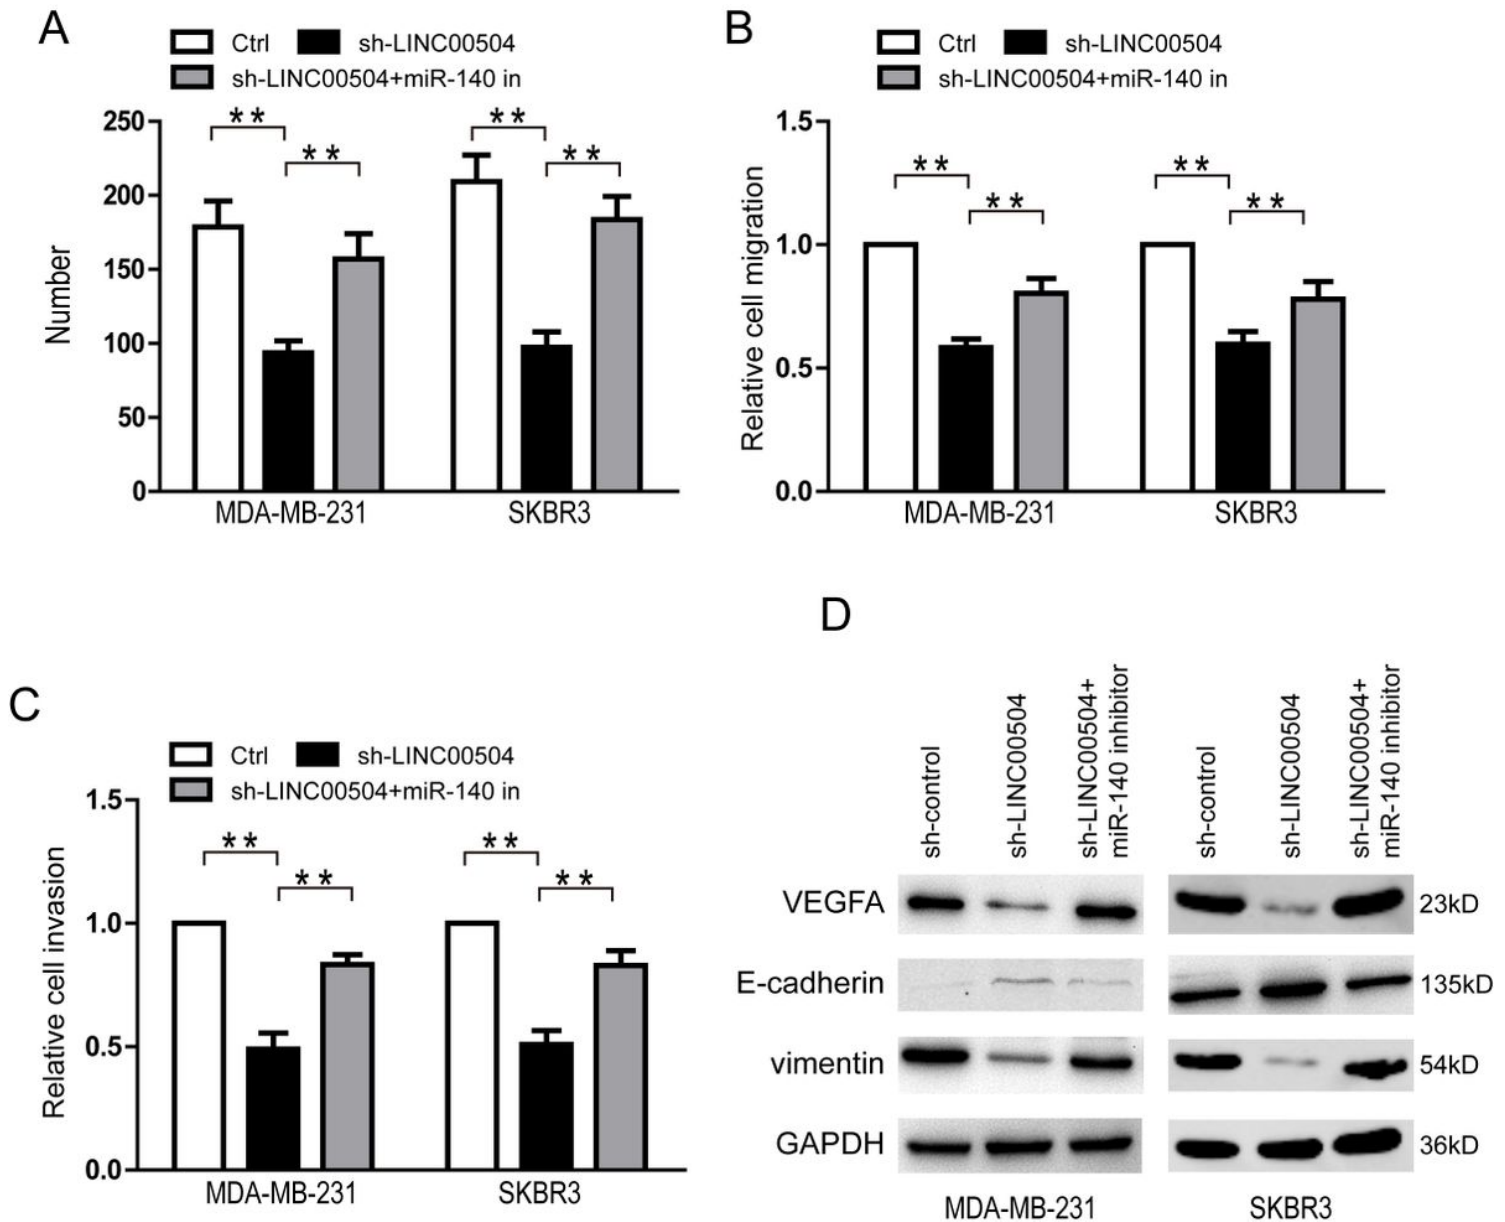 A
Ctrl sh-LINC00504
sh-LINC00504+miR-140 in
250
200
150
100
50
0
Number
** **
** **
MDA-MB-231 SKBR3
B
Ctrl sh-LINC00504
sh-LINC00504+miR-140 in
1.5
1.0
0.5
0.0
Relative cell migration
** **
** **
MDA-MB-231 SKBR3
C
Ctrl sh-LINC00504
sh-LINC00504+miR-140 in
1.5
1.0
0.5
0.0
Relative cell invasion
** **
** **
MDA-MB-231 SKBR3
D
sh-control
sh-LINC00504
sh-LINC00504+
miR-140 inhibitor
sh-control
sh-LINC00504
sh-LINC00504+
miR-140 inhibitor
VEGFA 23kD
E-cadherin 135kD
vimentin 54kD
GAPDH 36kD
MDA-MB-231 SKBR3